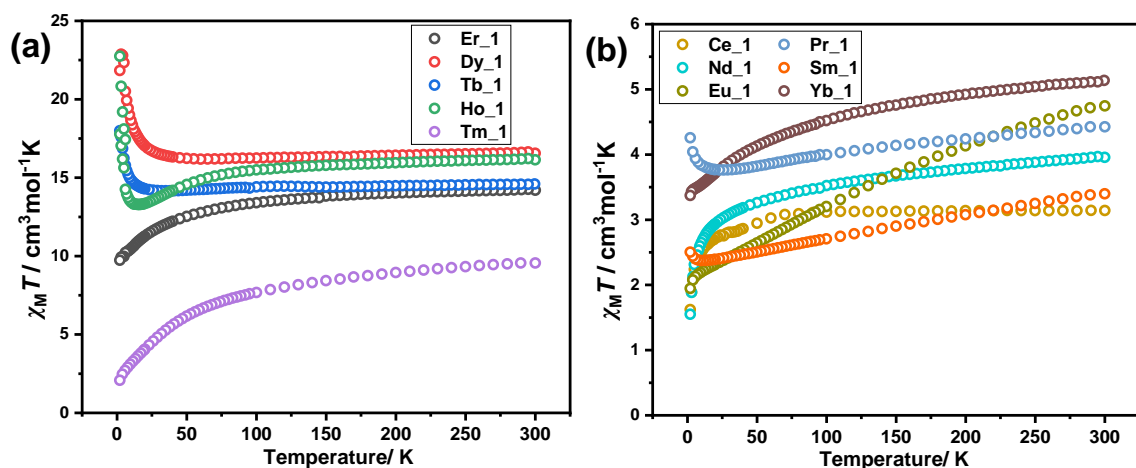 (a)
χMT / cm³mol⁻¹K
25
20
15
10
5
0
0 50 100 150 200 250 300
Temperature/ K
Er_1
Dy_1
Tb_1
Ho_1
Tm_1
(b)
χMT / cm³mol⁻¹K
6
5
4
3
2
1
0
0 50 100 150 200 250 300
Temperature/ K
Ce_1 Pr_1
Nd_1 Sm_1
Eu_1 Yb_1